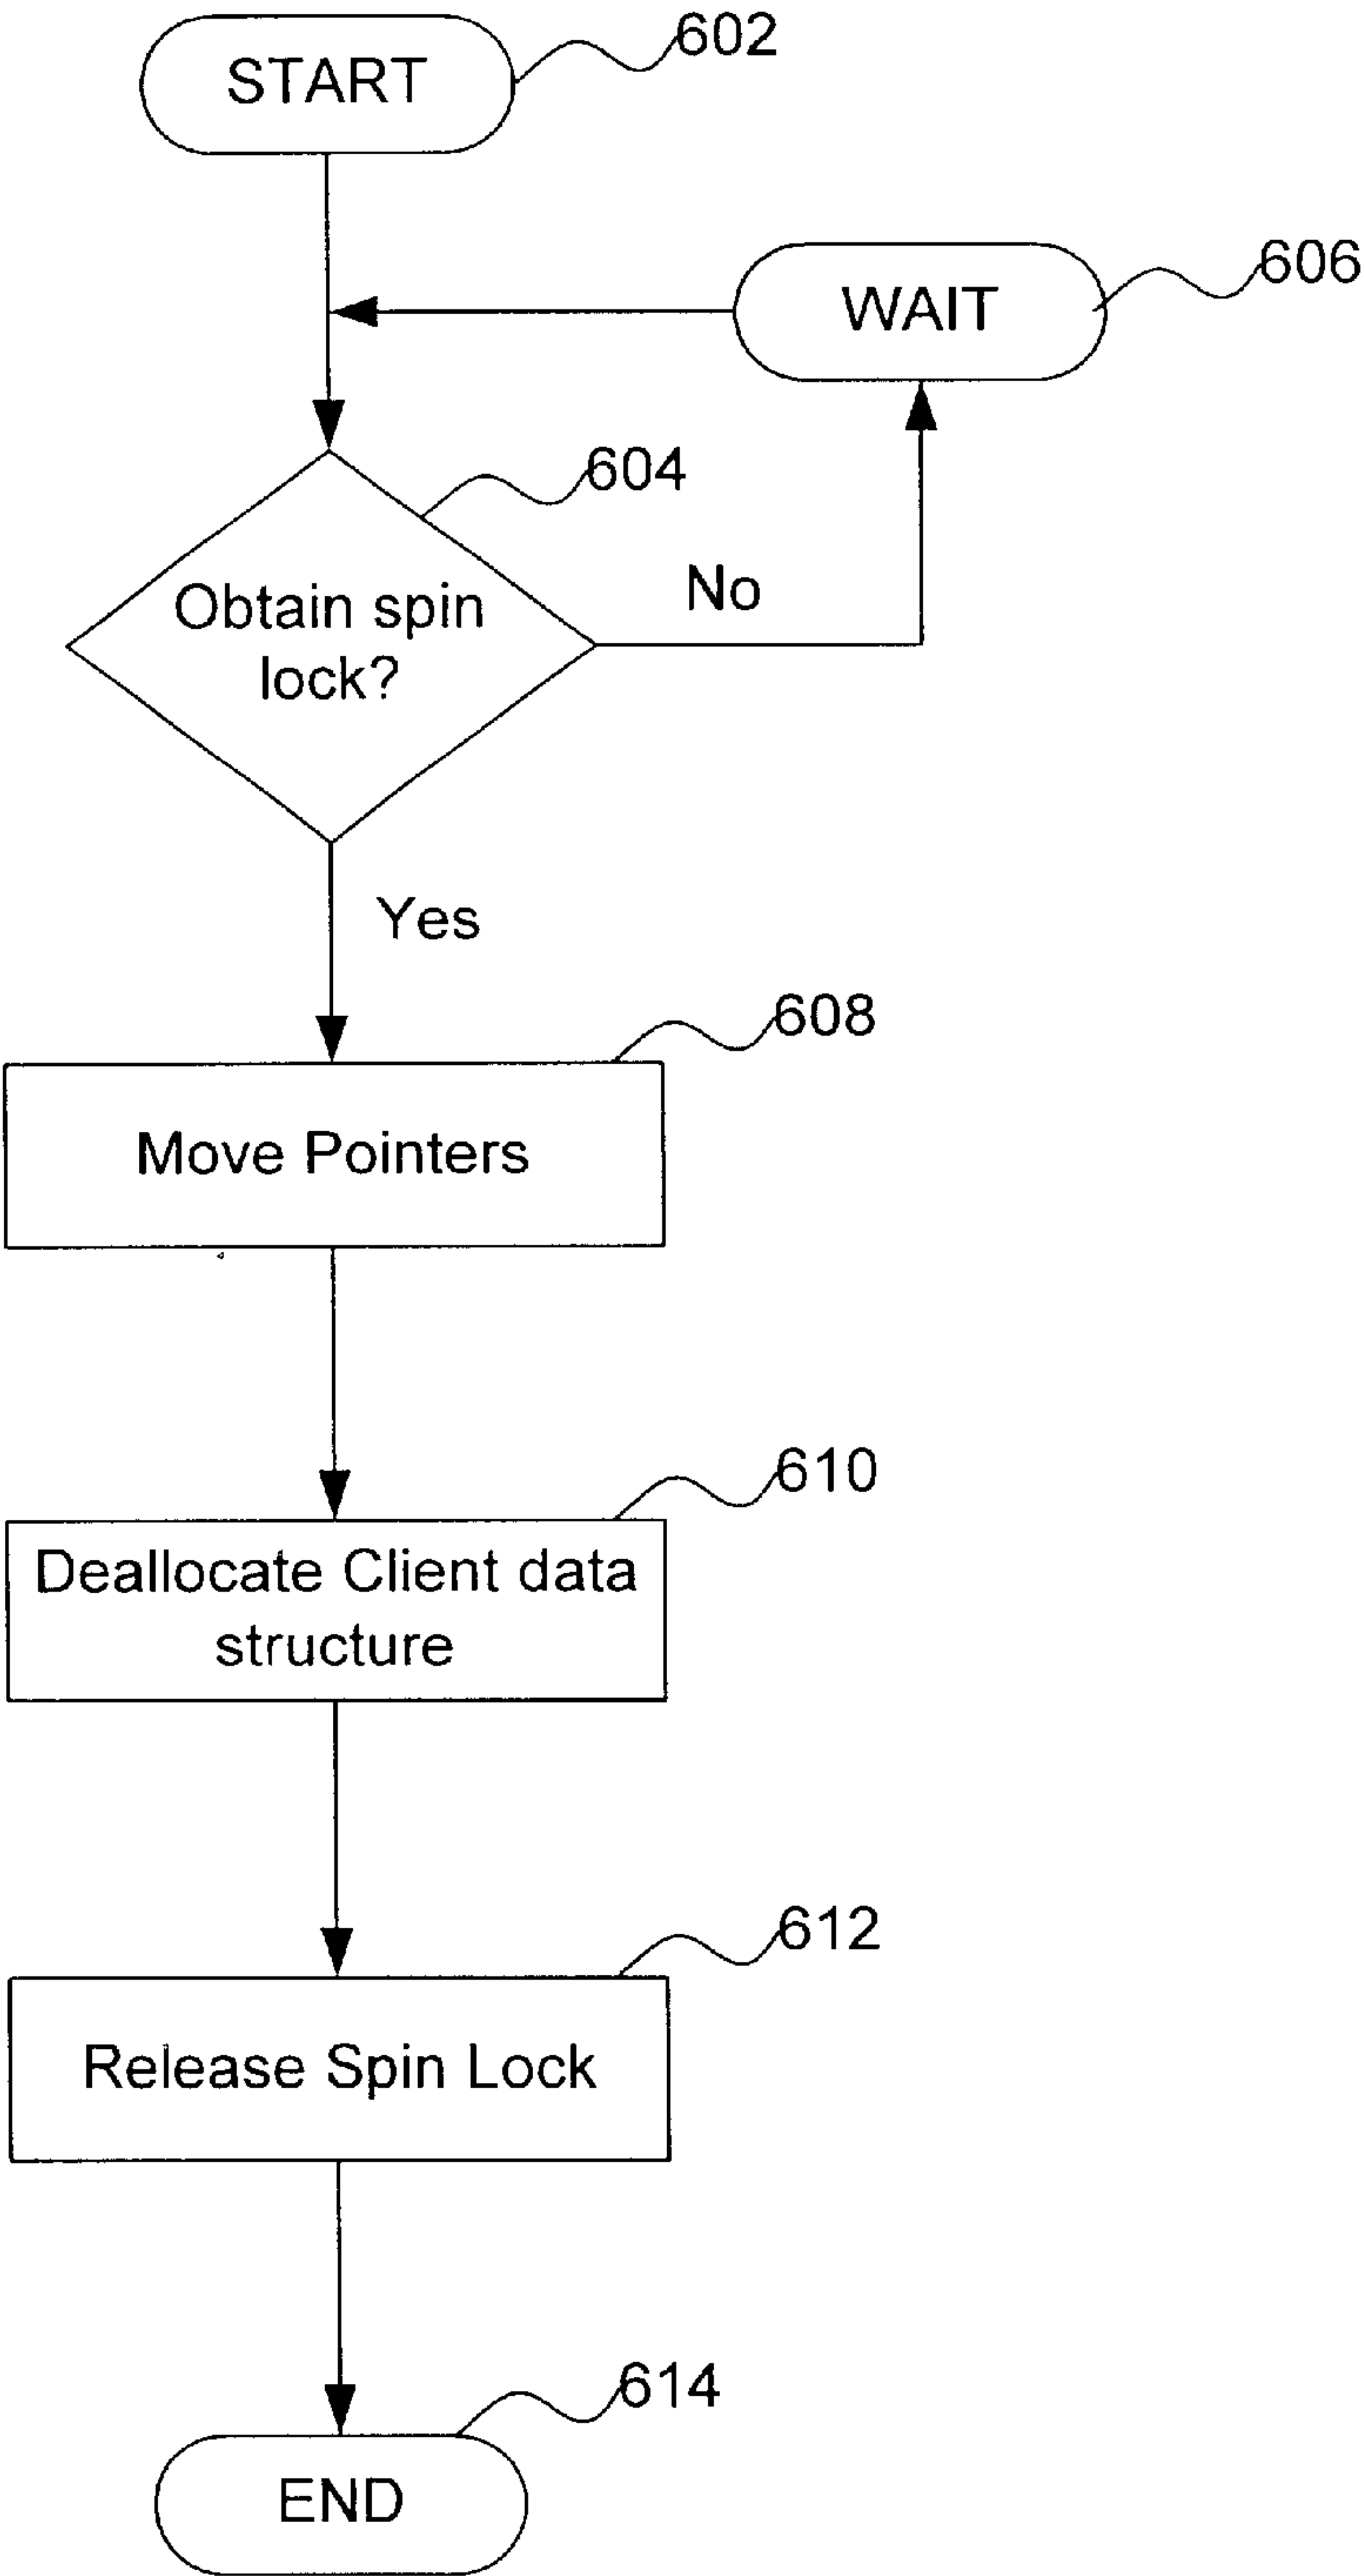 START
602
WAIT
606
604
Obtain spin
lock?
No
Yes
608
Move Pointers
610
Deallocate Client data
structure
612
Release Spin Lock
614
END